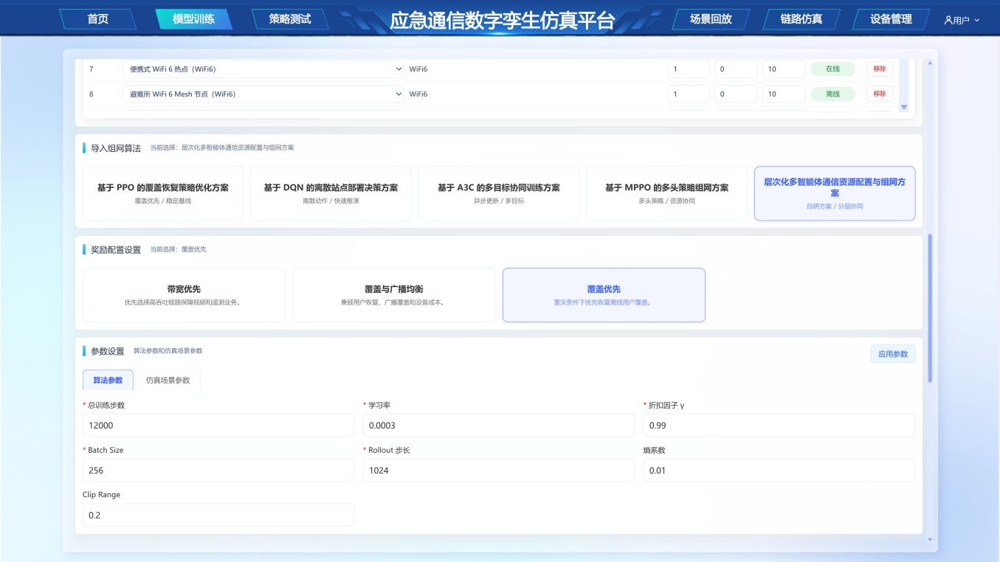 首页
模型训练
策略测试
应急通信数字孪生仿真平台
场景回放
链路仿真
设备管理
用户
7 便携式 WiFi 6 热点（WiFi6） WiFi6 1 0 10 在线 移除
8 避难所 WiFi 6 Mesh 节点（WiFi6） WiFi6 1 0 10 离线 移除
导入组网算法 当前选择：层次化多智能体通信资源配置与组网方案
基于 PPO 的覆盖恢复策略优化方案
覆盖优先 / 稳定基线
基于 DQN 的离散站点部署决策方案
离散动作 / 快速推演
基于 A3C 的多目标协同训练方案
异步更新 / 多目标
基于 MPPO 的多头策略组网方案
多头策略 / 资源协同
层次化多智能体通信资源配置与组网方
案
自研方案 / 分层协同
奖励配置设置 当前选择：覆盖优先
带宽优先
优先选择高吞吐链路保障视频和遥测业务。
覆盖与广播均衡
兼顾用户恢复、广播覆盖和设备成本。
覆盖优先
重灾条件下优先恢复离线用户覆盖。
参数设置 算法参数和仿真场景参数
应用参数
算法参数 仿真场景参数
* 总训练步数 * 学习率 * 折扣因子 γ
12000 0.0003 0.99
* Batch Size * Rollout 步长 熵系数
256 1024 0.01
Clip Range
0.2